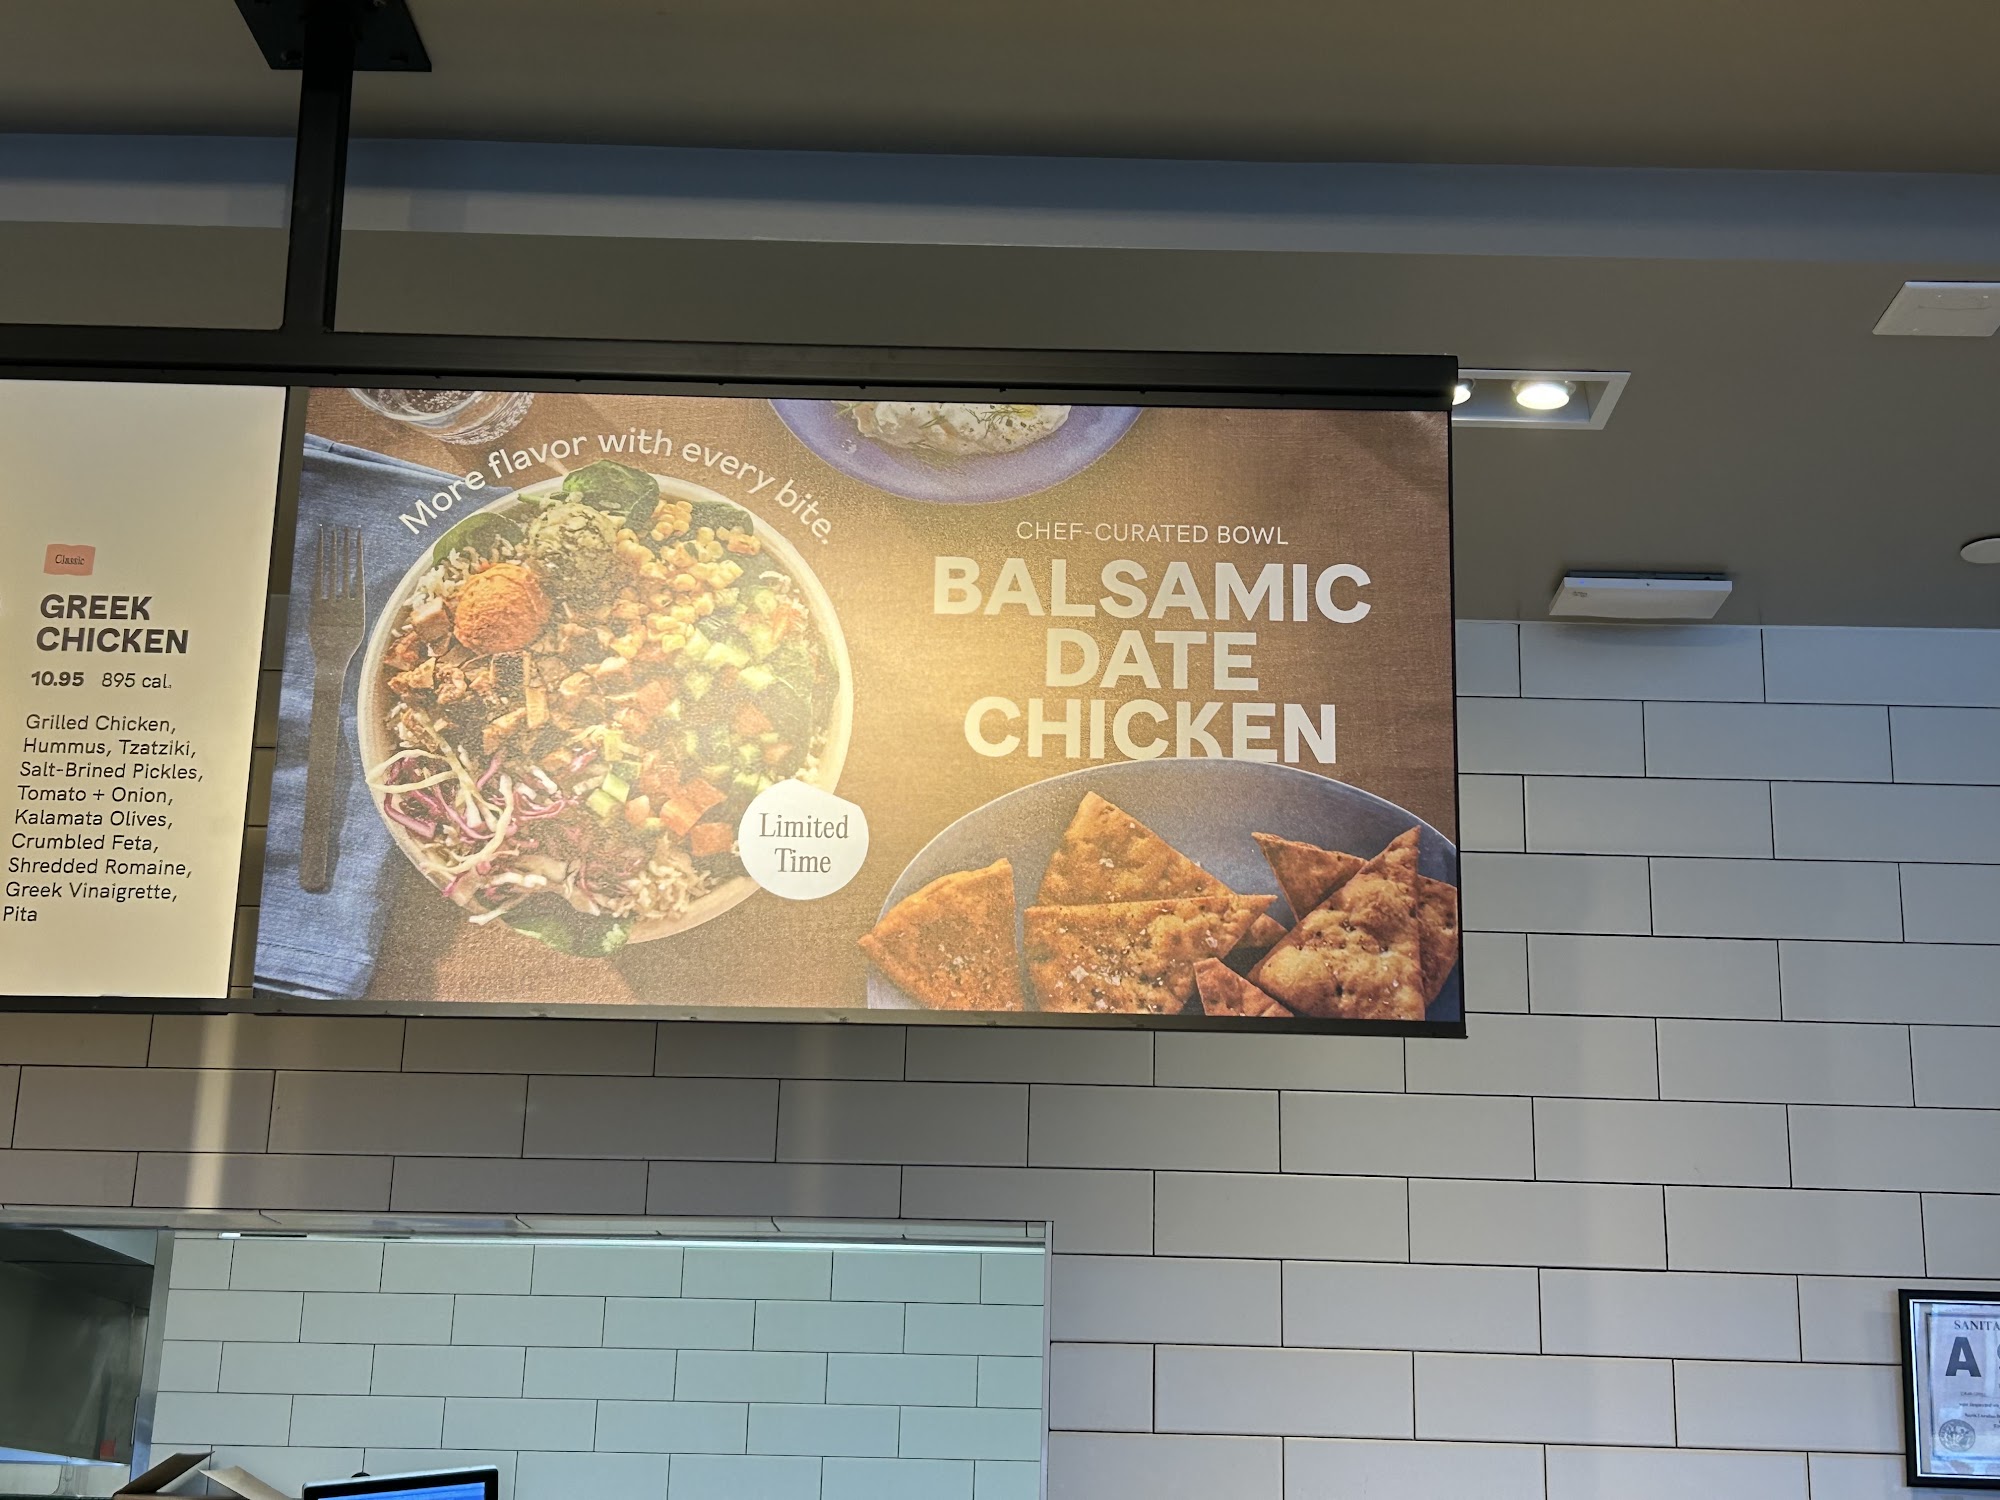 Classic
GREEK
CHICKEN
10.95 895 cal.
Grilled Chicken,
Hummus, Tzatziki,
Salt-Brined Pickles,
Tomato + Onion,
Kalamata Olives,
Crumbled Feta,
Shredded Romaine,
Greek Vinaigrette,
Pita
More flavor with every bite.
CHEF-CURATED BOWL
BALSAMIC
DATE
CHICKEN
Limited
Time
SANITA
A